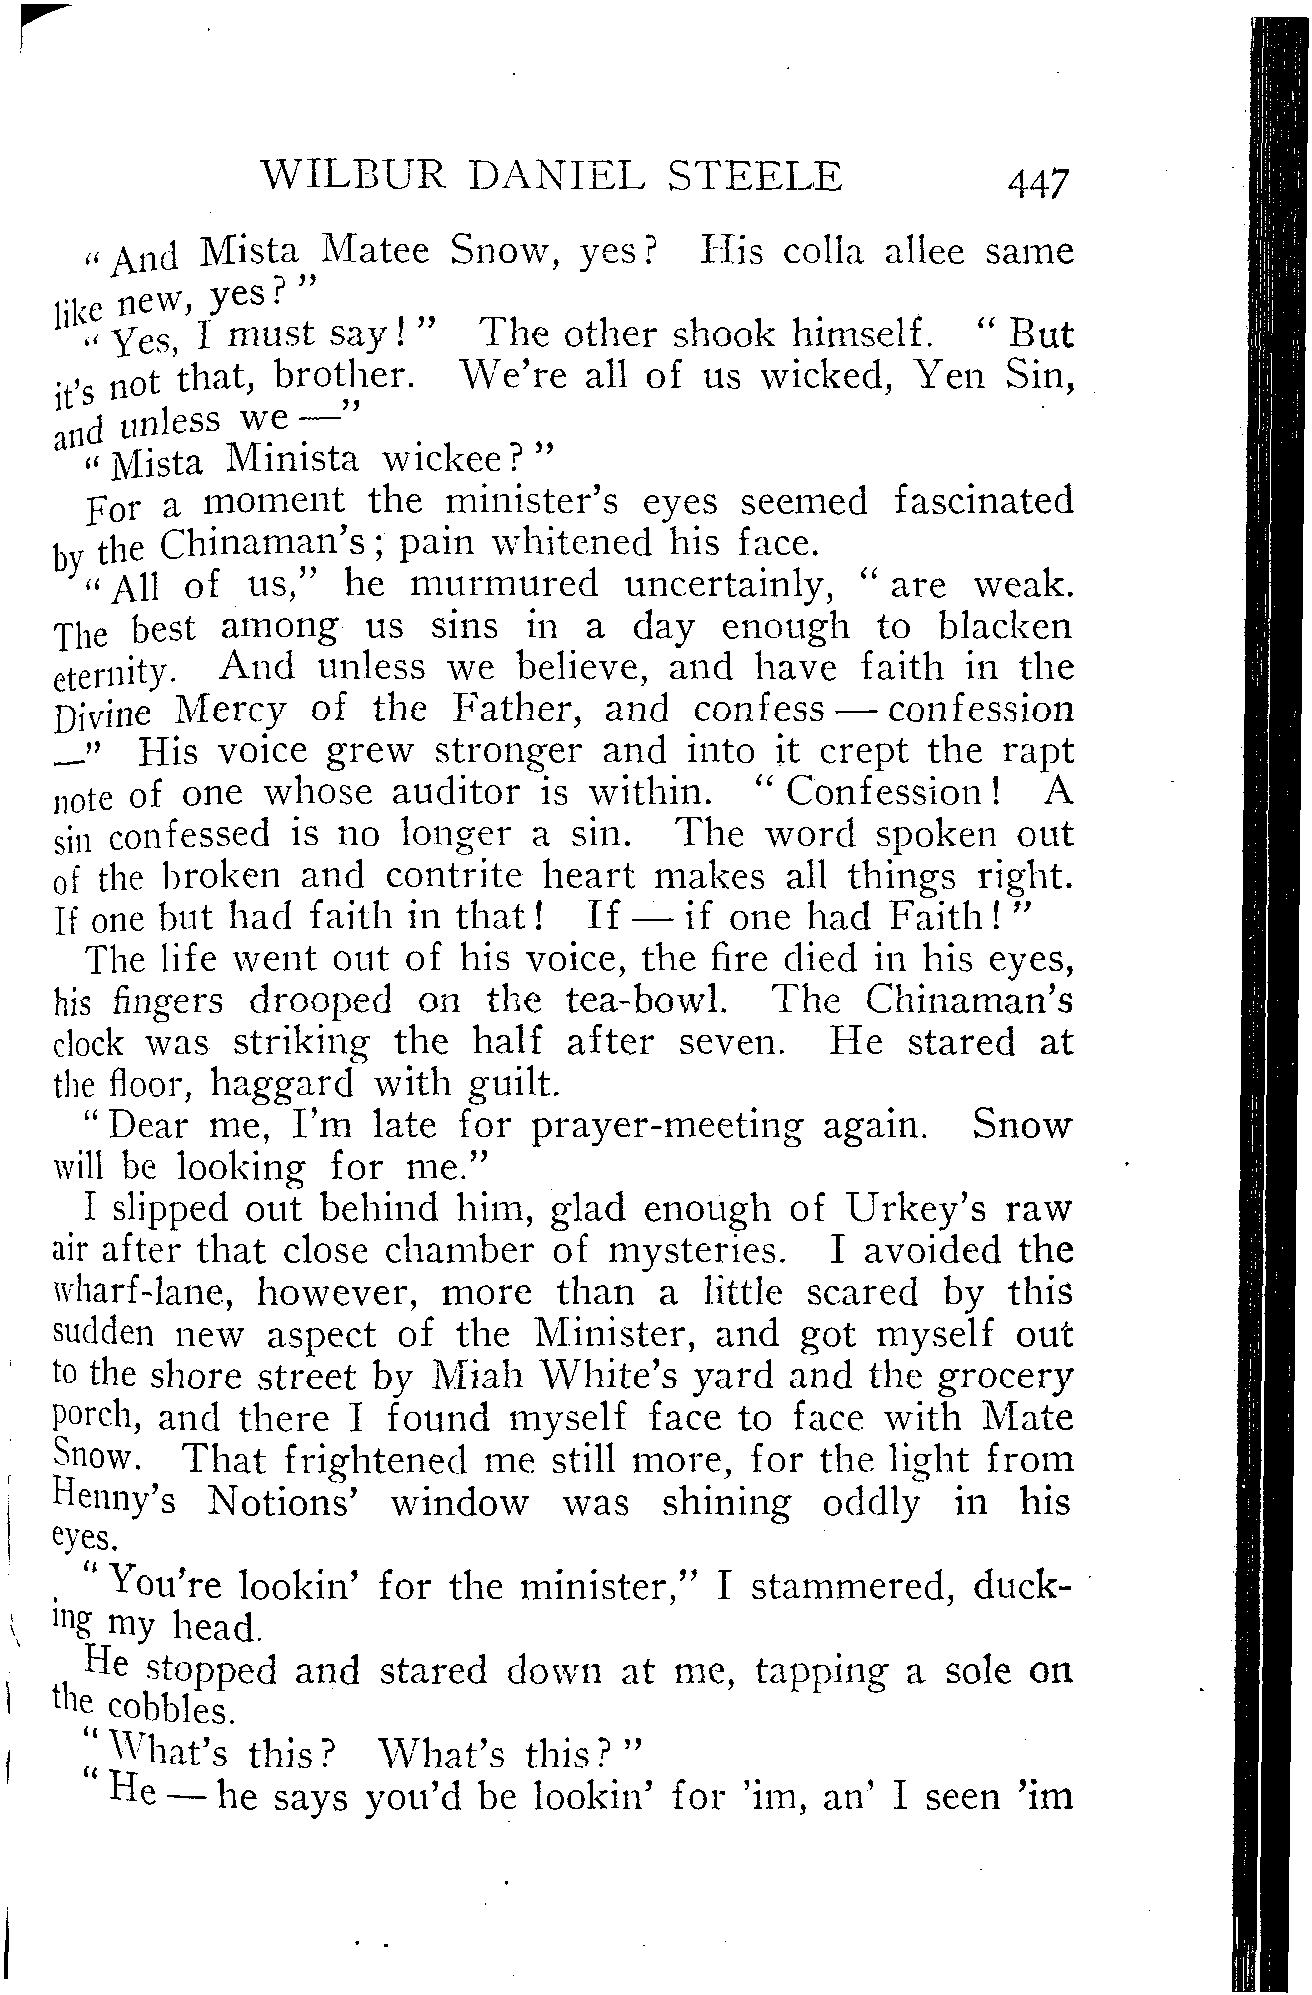 WILBUR DANIEL STEELE 447
“ And Mista Matee Snow, yes? His colla allee same
like new, yes? ”
“ Yes, I must say! ” The other shook himself. “ But
it's not that, brother. We're all of us wicked, Yen Sin,
and unless we —”
“ Mista Minista wickee? ”
For a moment the minister's eyes seemed fascinated
by the Chinaman's; pain whitened his face.
“ All of us,” he murmured uncertainly, “ are weak.
The best among us sins in a day enough to blacken
eternity. And unless we believe, and have faith in the
Divine Mercy of the Father, and confess — confession
—” His voice grew stronger and into it crept the rapt
note of one whose auditor is within. “ Confession! A
sin confessed is no longer a sin. The word spoken out
of the broken and contrite heart makes all things right.
If one but had faith in that! If — if one had Faith! ”
The life went out of his voice, the fire died in his eyes,
his fingers drooped on the tea-bowl. The Chinaman's
clock was striking the half after seven. He stared at
the floor, haggard with guilt.
“ Dear me, I'm late for prayer-meeting again. Snow
will be looking for me.”
I slipped out behind him, glad enough of Urkey's raw
air after that close chamber of mysteries. I avoided the
wharf-lane, however, more than a little scared by this
sudden new aspect of the Minister, and got myself out
to the shore street by Miah White's yard and the grocery
porch, and there I found myself face to face with Mate
Snow. That frightened me still more, for the light from
Henny's Notions' window was shining oddly in his
eyes.
“ You're lookin' for the minister,” I stammered, duck-
ing my head.
He stopped and stared down at me, tapping a sole on
the cobbles.
“ What's this? What's this? ”
“ He — he says you'd be lookin' for 'im, an' I seen 'im